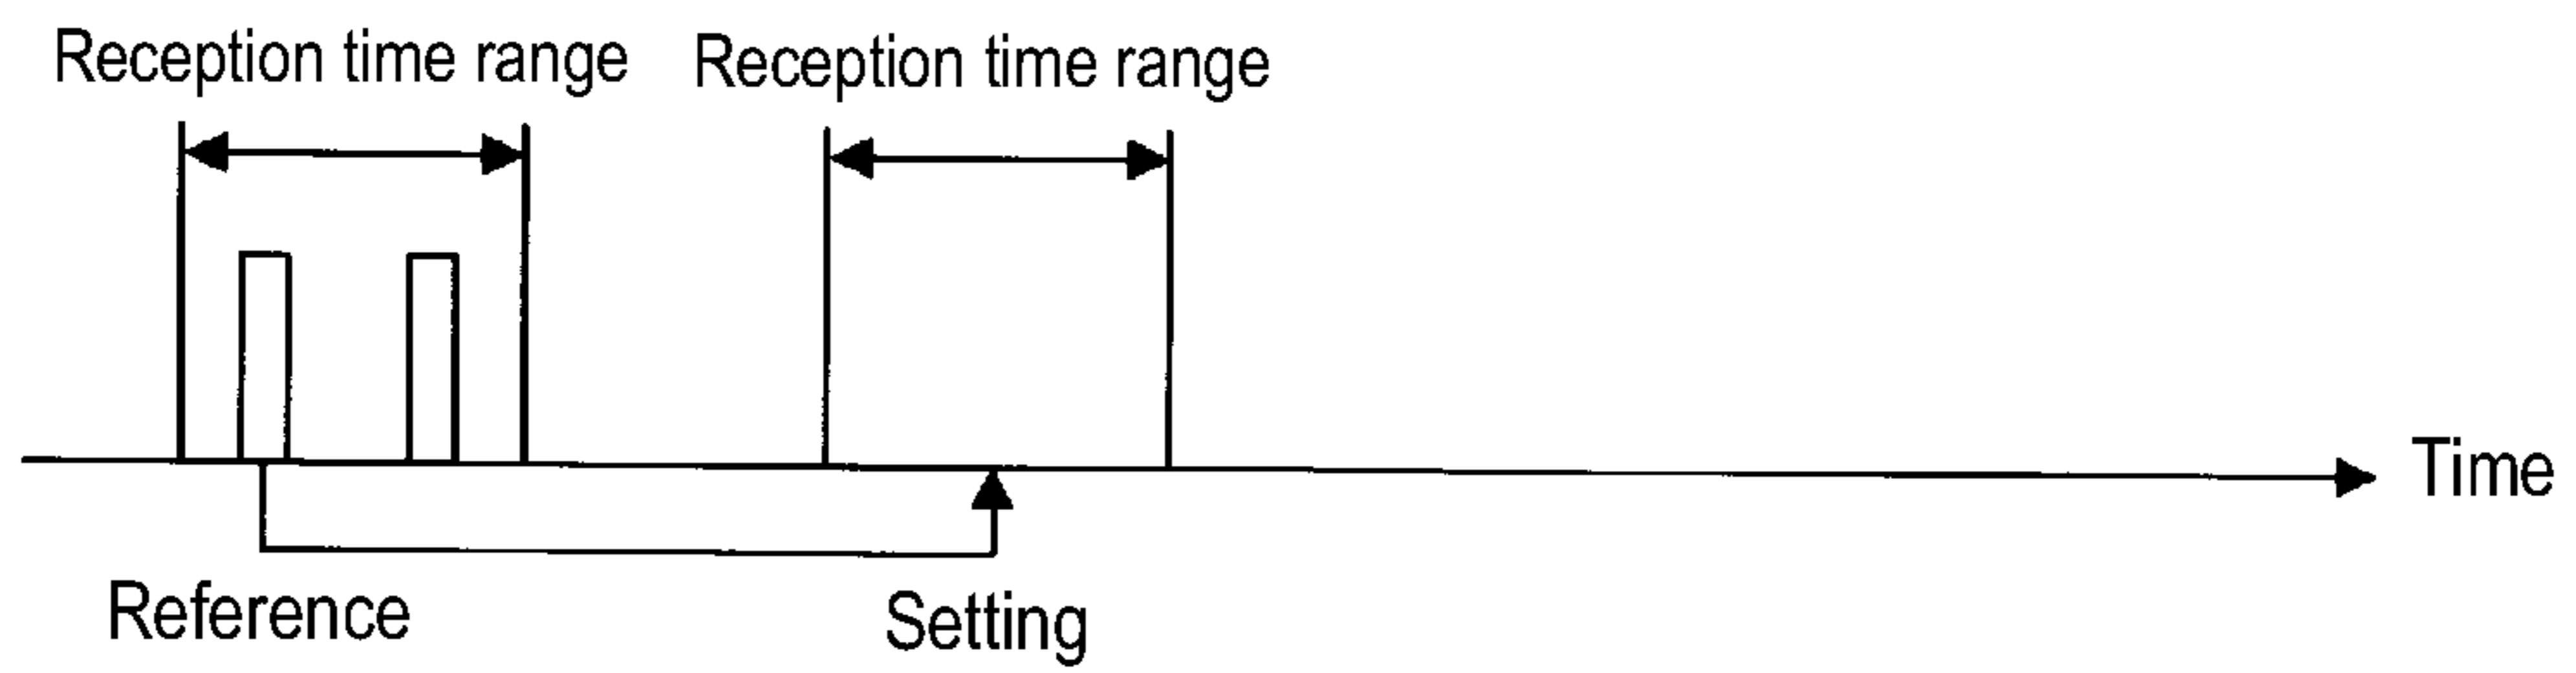 Reception time range
Reception time range
Time
Reference
Setting